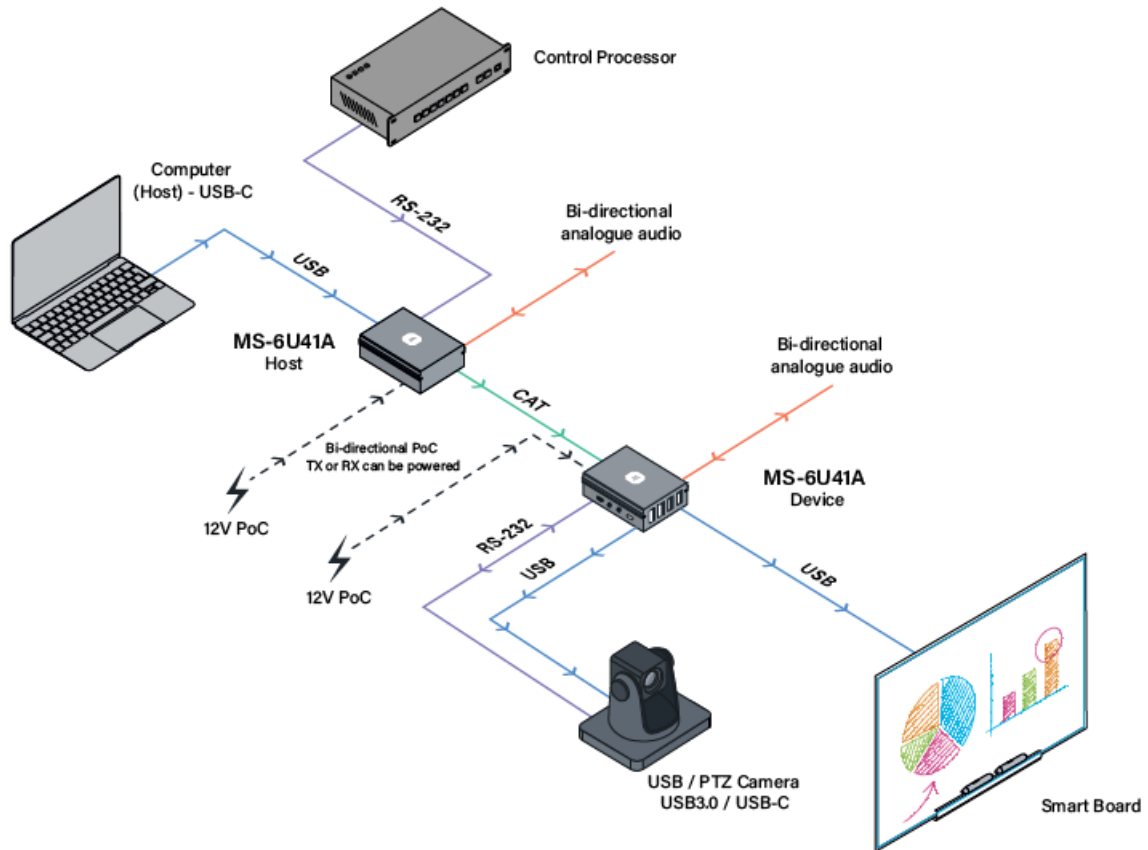 Control Processor
Computer
(Host) - USB-C
RS-232
Bi-directional
analogue audio
USB
MS-6U41A
Host
CAT
Bi-directional
analogue audio
Bi-directional PoC
TX or RX can be powered
12V PoC
MS-6U41A
Device
12V PoC
RS-232
USB
USB
USB / PTZ Camera
USB3.0 / USB-C
Smart Board